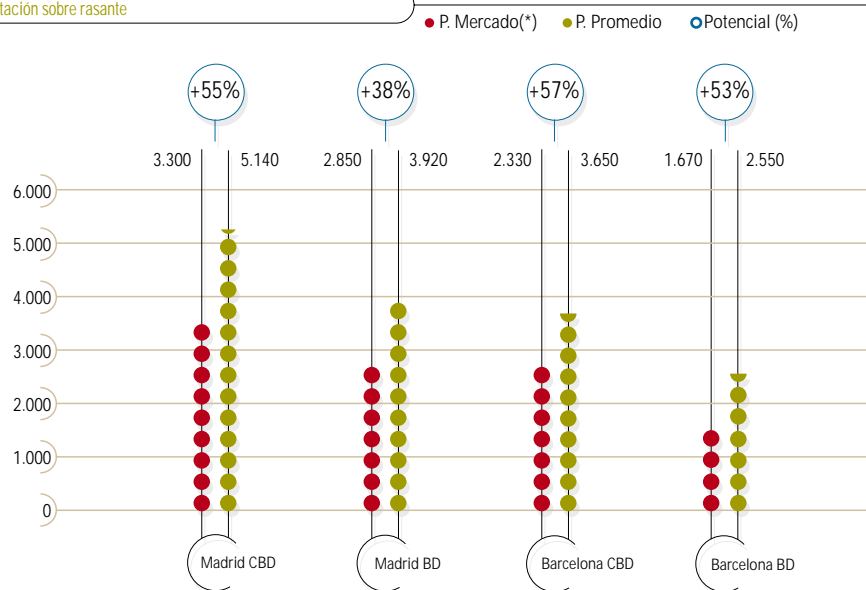 sobre rasante
P. Mercado(*) P. Promedio Potencial (%)
+55% +38% +57% +53%
3.300 5.140 2.850 3.920 2.330 3.650 1.670 2.550
6.000
5.000
4.000
3.000
2.000
1.000
0
Madrid CBD Madrid BD Barcelona CBD Barcelona BD